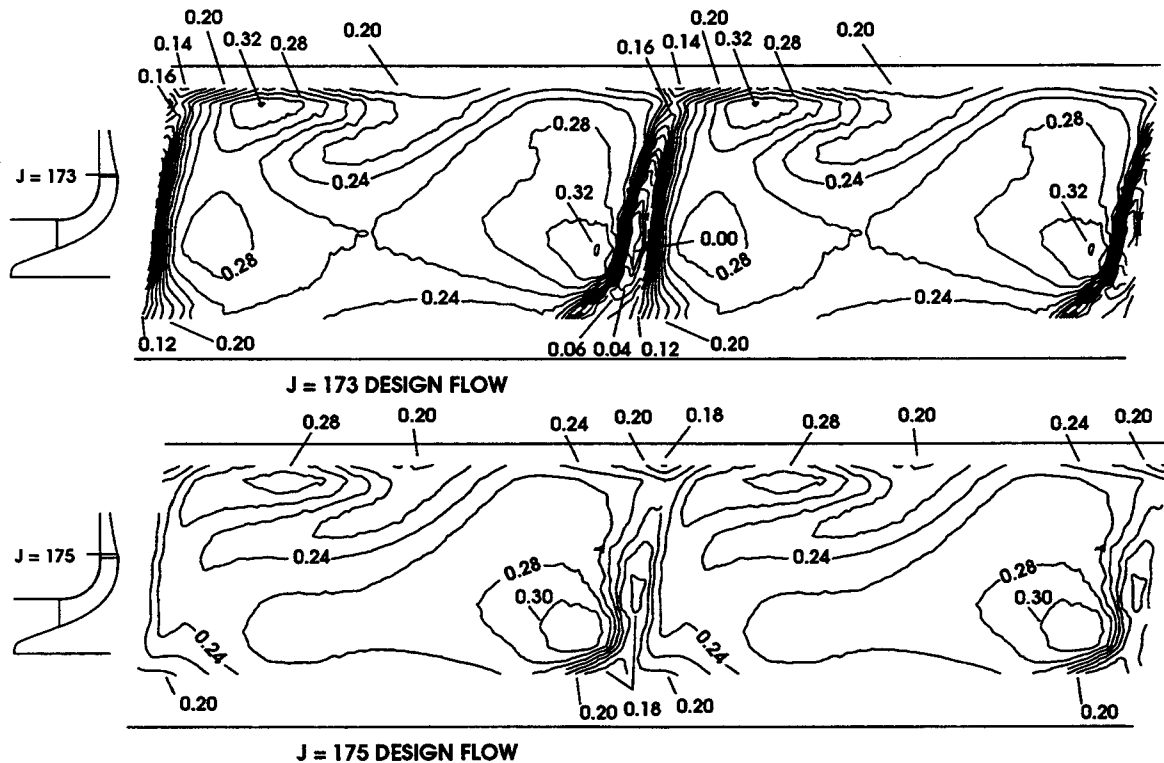 0.20 0.20 0.20 0.20
0.14 0.32 0.28 0.16 0.14 0.32 0.28
0.16
0.28 0.28
J = 173
0.24 0.24
0.32 0.32
0.00
0.28 0.28
0.24 0.24
0.12 0.20 0.06 0.04 0.12 0.20
J = 173 DESIGN FLOW
0.28 0.20 0.24 0.20 0.18 0.28 0.20 0.24 0.20
J = 175
0.24 0.24
0.28 0.28
0.30 0.30
0.24 0.24
0.20 0.20 0.18 0.20 0.20
J = 175 DESIGN FLOW